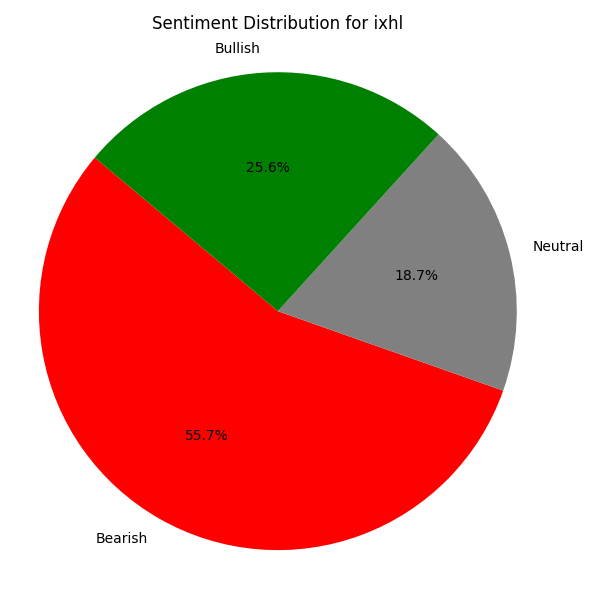 Sentiment Distribution for ixhl
Bullish
25.6%
Neutral
18.7%
55.7%
Bearish